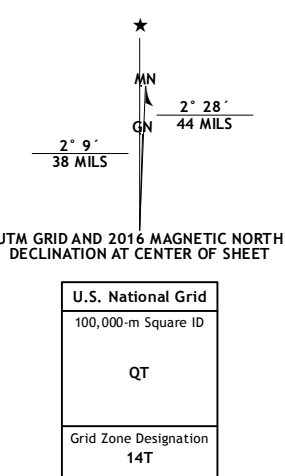 ★
MN
GN
2° 28´
44 MILS
2° 9´
38 MILS
UTM GRID AND 2016 MAGNETIC NORTH
DECLINATION AT CENTER OF SHEET
U.S. National Grid
100,000-m Square ID
QT
Grid Zone Designation
14T